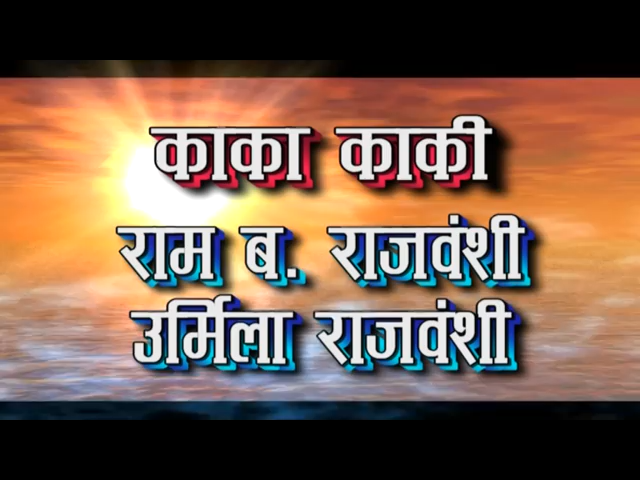 काका काकी
राम ब. राजवंशी
उर्मिला राजवंशी